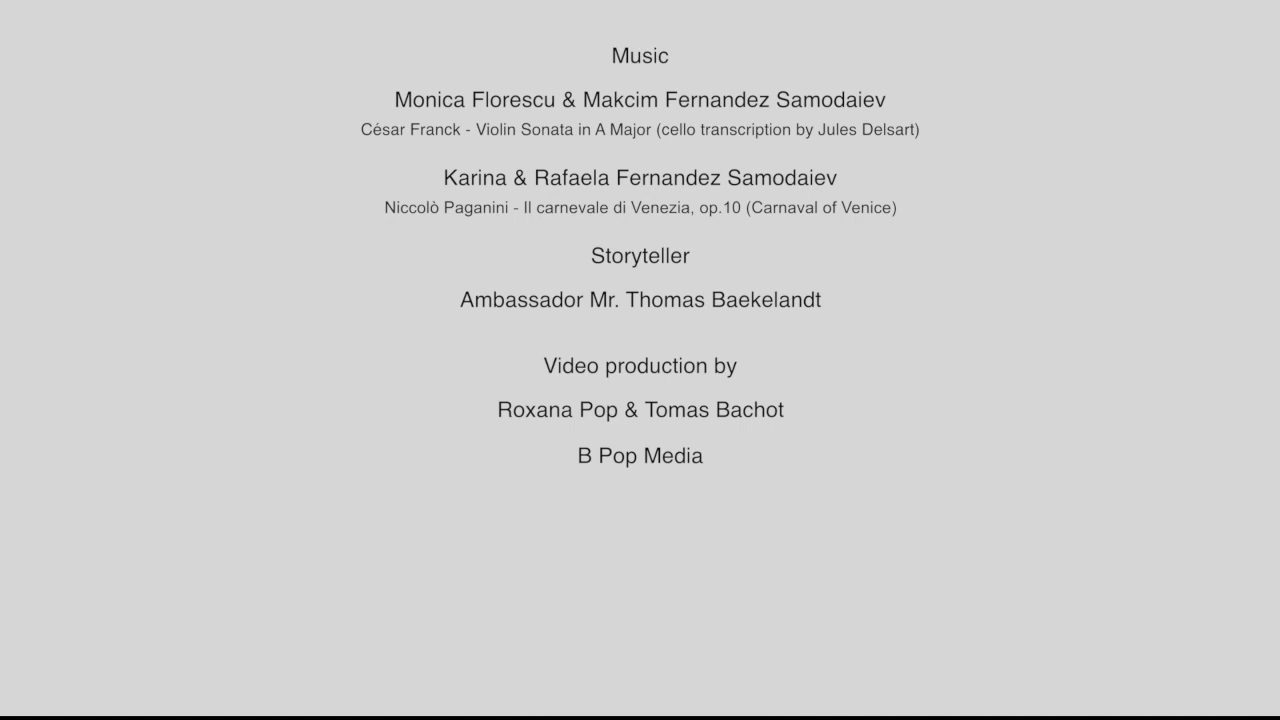 Music
Monica Florescu & Makcim Fernandez Samodaiev
César Franck - Violin Sonata in A Major (cello transcription by Jules Delsart)
Karina & Rafaela Fernandez Samodaiev
Niccolò Paganini - Il carnevale di Venezia, op.10 (Carnaval of Venice)
Storyteller
Ambassador Mr. Thomas Baekelandt
Video production by
Roxana Pop & Tomas Bachot
B Pop Media